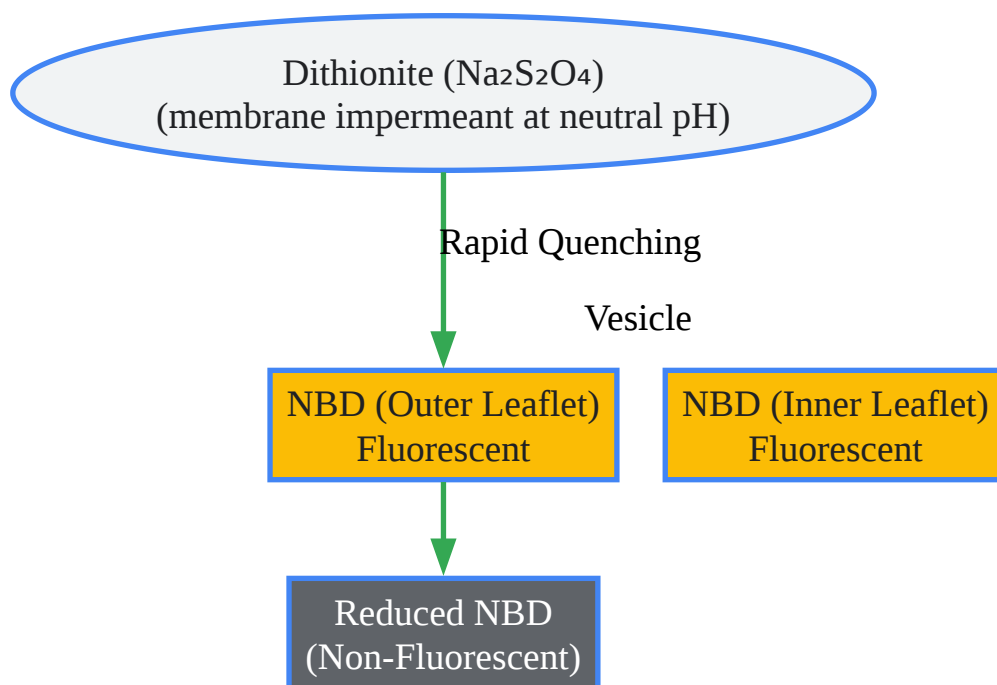 Dithionite (Na₂S₂O₄)
(membrane impermeant at neutral pH)
Rapid Quenching
Vesicle
NBD (Outer Leaflet)
Fluorescent
NBD (Inner Leaflet)
Fluorescent
Reduced NBD
(Non-Fluorescent)